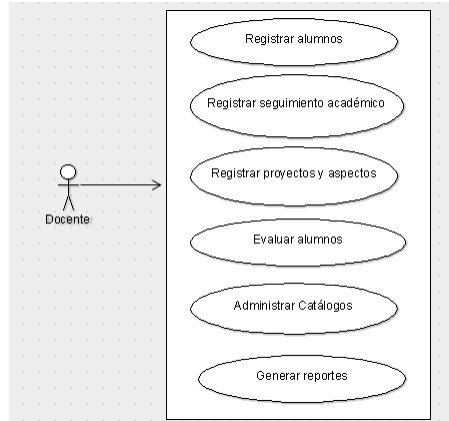 Registrar alumnos
Registrar seguimiento académico
Registrar proyectos y aspectos
Docente
Evaluar alumnos
Administrar Catálogos
Generar reportes